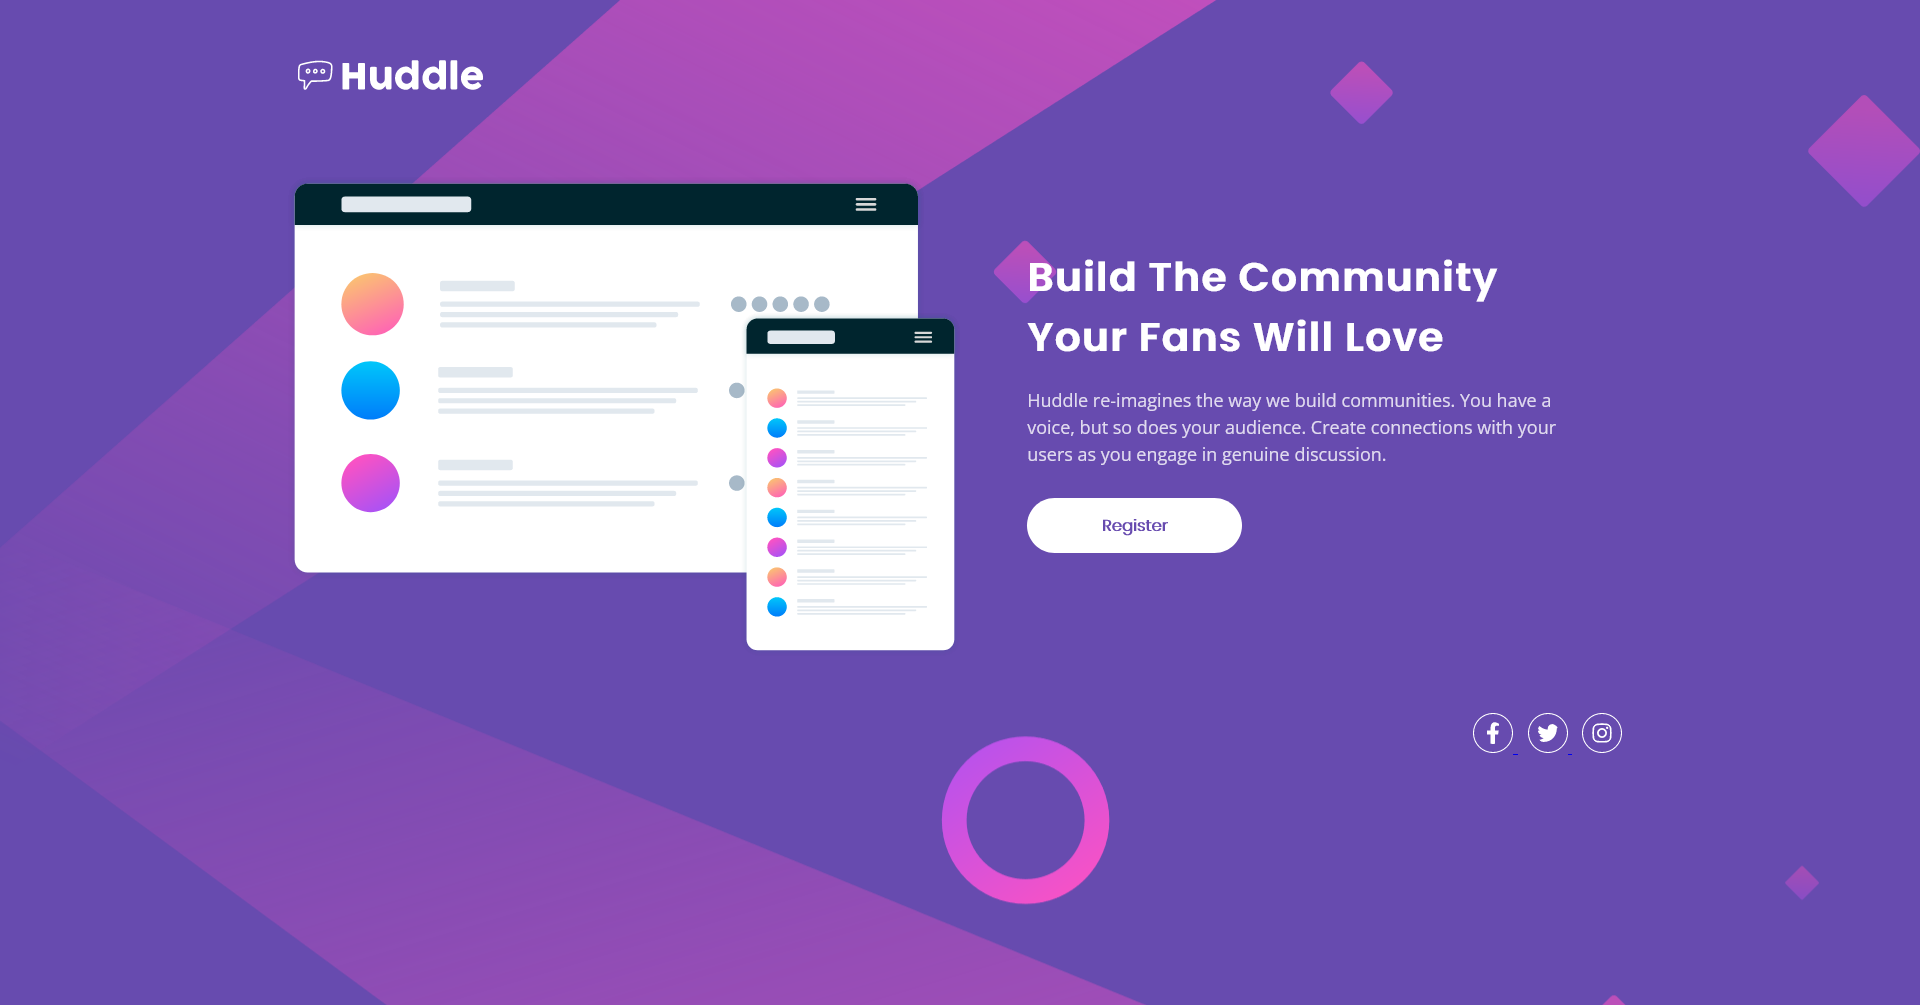 Huddle
Build The Community
Your Fans Will Love
Huddle re-imagines the way we build communities. You have a
voice, but so does your audience. Create connections with your
users as you engage in genuine discussion.
Register